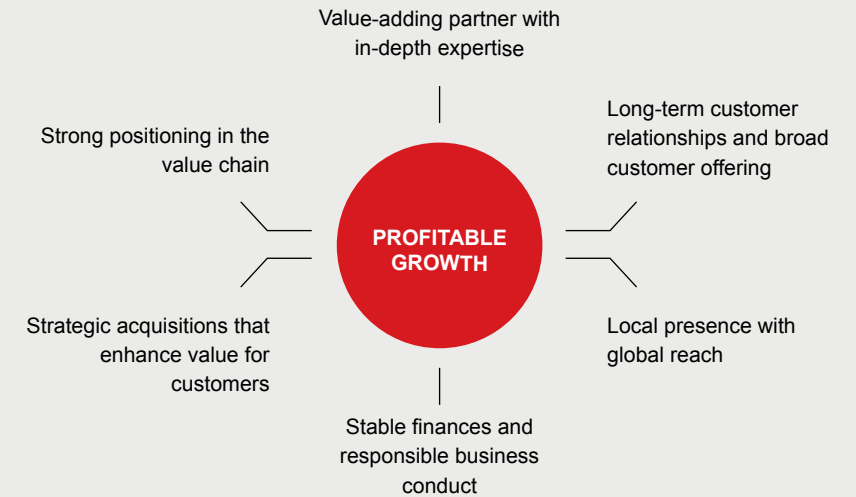 Value-adding partner with
in-depth expertise
Long-term customer
relationships and broad
customer offering
Strong positioning in the
value chain
PROFITABLE
GROWTH
Strategic acquisitions that
enhance value for
customers
Local presence with
global reach
Stable finances and
responsible business
conduct